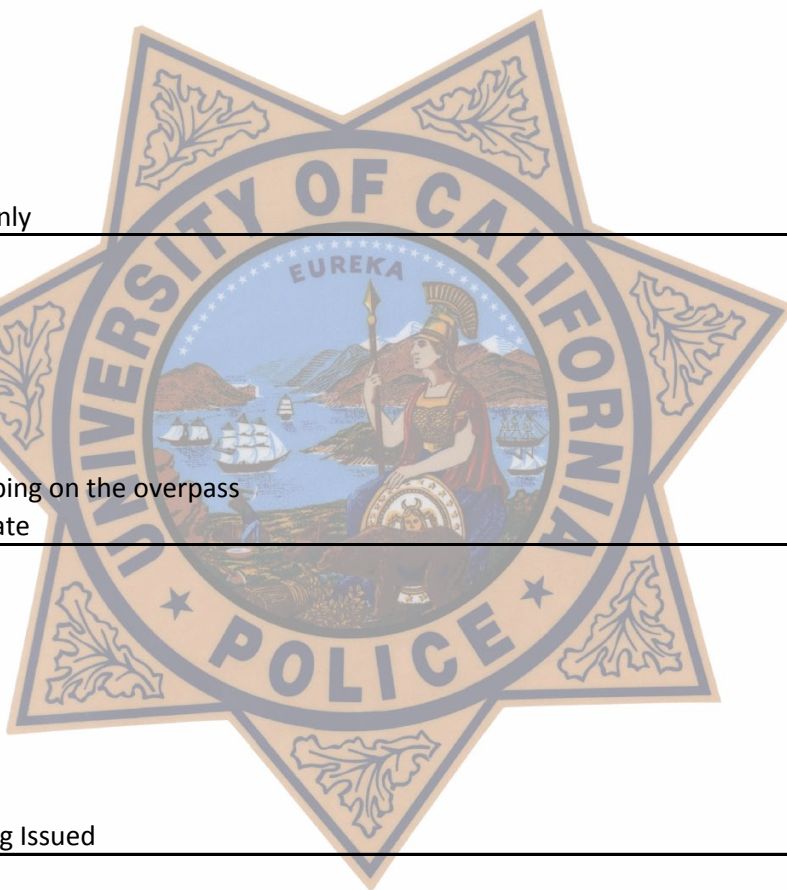 nly
UNIVERSITY OF CALIFORNIA
EUREKA
ping on the overpass
ate
POLICE
g Issued